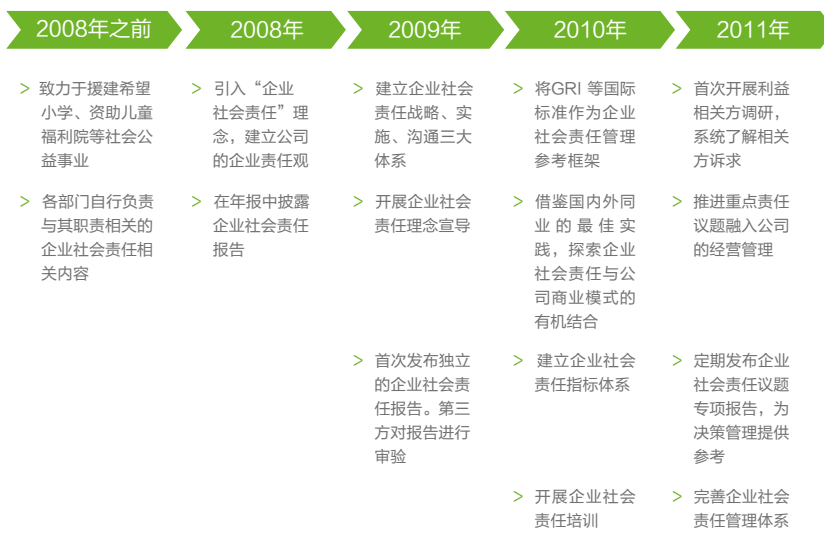 2008年之前
> 致力于援建希望
小学、资助儿童
福利院等社会公
益事业
> 各部门自行负责
与其职责相关的
企业社会责任相
关内容
2008年
> 引入“企业
社会责任”理
念，建立公司
的企业责任观
> 在年报中披露
企业社会责任
报告
2009年
> 建立企业社会
责任战略、实
施、沟通三大
体系
> 开展企业社会
责任理念宣导
> 首次发布独立
的企业社会责
任报告。第三
方对报告进行
审验
2010年
> 将GRI 等国际
标准作为企业
社会责任管理
参考框架
> 借鉴国内外同
业的最佳实
践，探索企业
社会责任与公
司商业模式的
有机结合
> 建立企业社会
责任指标体系
> 开展企业社会
责任培训
2011年
> 首次开展利益
相关方调研，
系统了解相关
方诉求
> 推进重点责任
议题融入公司
的经营管理
> 定期发布企业
社会责任议题
专项报告，为
决策管理提供
参考
> 完善企业社会
责任管理体系